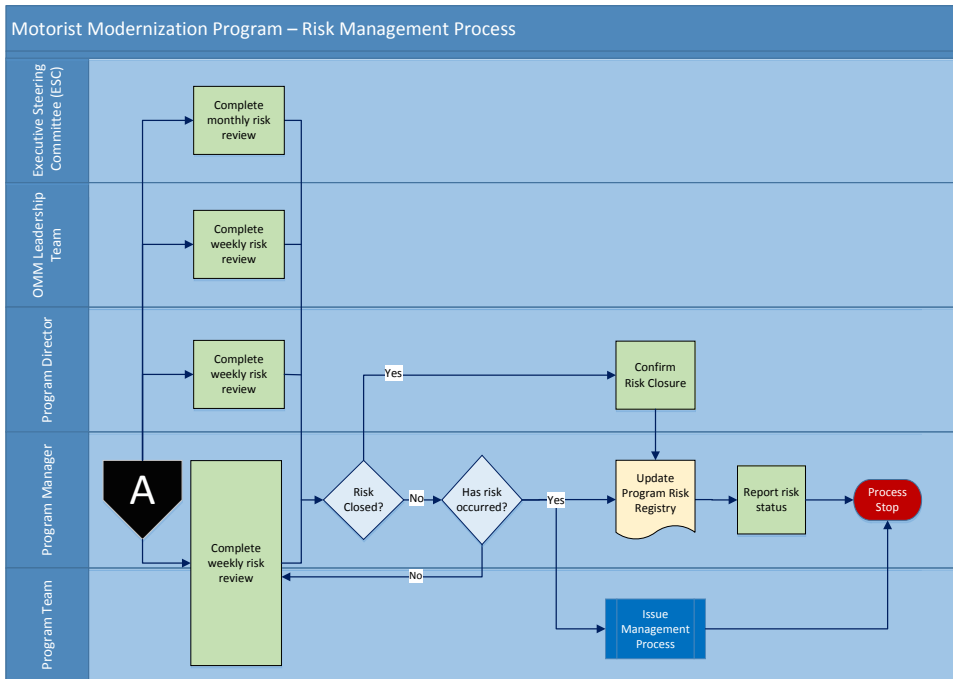 Motorist Modernization Program – Risk Management Process
Executive Steering
Committee (ESC)
Complete
monthly risk
review
OMM Leadership
Team
Complete
weekly risk
review
Program Director
Complete
weekly risk
review
Yes
Confirm
Risk Closure
Program Manager
A
Complete
weekly risk
review
Risk
Closed?
No
Has risk
occurred?
Yes
Update
Program Risk
Registry
Report risk
status
Process
Stop
No
Program Team
Issue
Management
Process